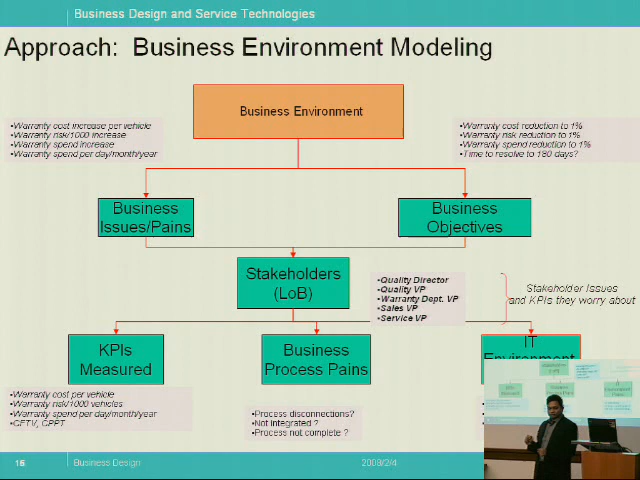 Business Design and Service Technologies
Approach: Business Environment Modeling
Business Environment
•Warranty cost increase per vehicle
•Warranty risk/1000 increase
•Warranty spend increase
•Warranty spend per day/month/year
•Warranty cost reduction to 1%
•Warranty risk reduction to 1%
•Warranty spend reduction to 1%
•Time to resolve to 180 days?
Business
Issues/Pains
Business
Objectives
Stakeholders
(LoB)
•Quality Director
•Quality VP
•Warranty Dept. VP
•Sales VP
•Service VP
Stakeholder Issues
and KPIs they worry about
KPIs
Measured
Business
Process Pains
IT
Environment
•Warranty cost per vehicle
•Warranty risk/1000 vehicles
•Warranty spend per day/month/year
•Process disconnections?
•Not integrated ?
•Process not complete ?
16
Business Design
2008/2/4